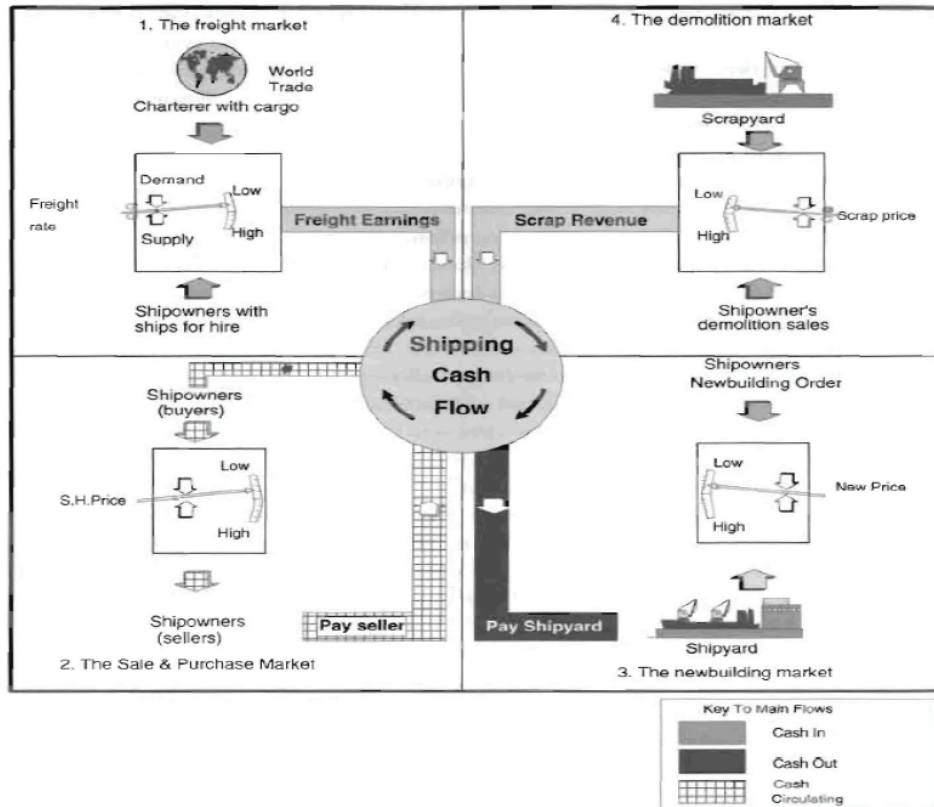 1. The freight market
World
Trade
Charterer with cargo
Demand
Low
Freight
rate
Supply
High
Freight Earnings
Shipowners with
ships for hire
4. The demolition market
Scrapyard
Low
High
Scrap price
Scrap Revenue
Shipowner's
demolition sales
Shipping
Cash
Flow
Shipowners
(buyers)
Low
S.H.Price
High
Shipowners
(sellers)
Pay seller
2. The Sale & Purchase Market
Shipowners
Newbuilding Order
Low
New Price
High
Pay Shipyard
Shipyard
3. The newbuilding market
Key To Main Flows
Cash In
Cash Out
Cash
Circulating